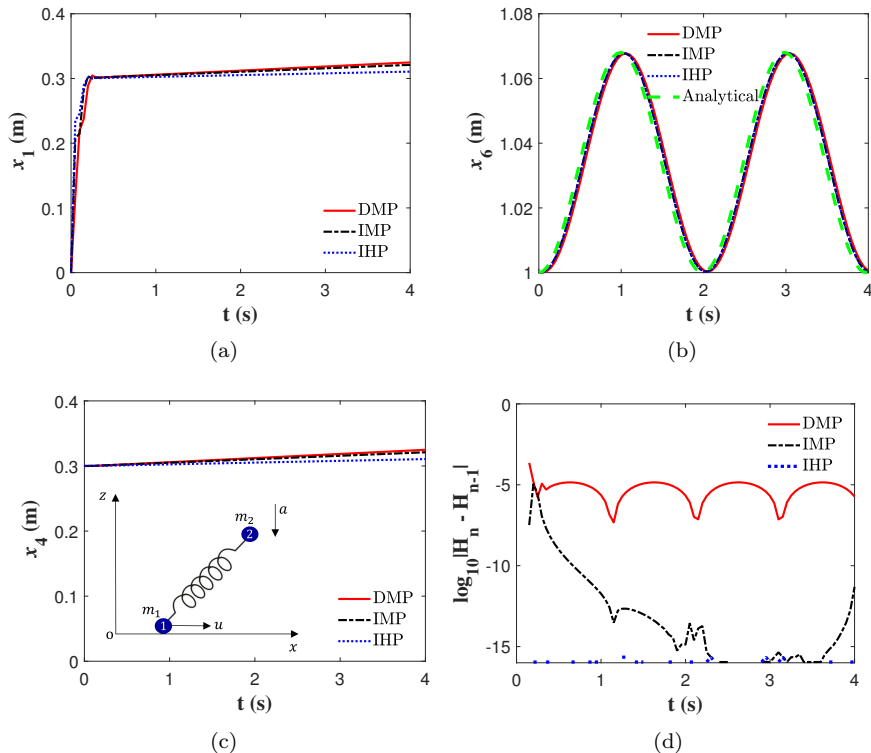 0.4
0.3
0.2
0.1
0
x1 (m)
DMP
IMP
IHP
0 1 2 3 4
t (s)
(a)
1.08
1.06
1.04
1.02
1
x6 (m)
DMP
IMP
IHP
Analytical
0 1 2 3 4
t (s)
(b)
0.4
0.3
0.2
0.1
0
x4 (m)
z
a
m2
2
m1
1
u
o
x
DMP
IMP
IHP
0 1 2 3 4
t (s)
(c)
0
-5
-10
-15
log10|Hn - Hn-1|
DMP
IMP
IHP
0 1 2 3 4
t (s)
(d)